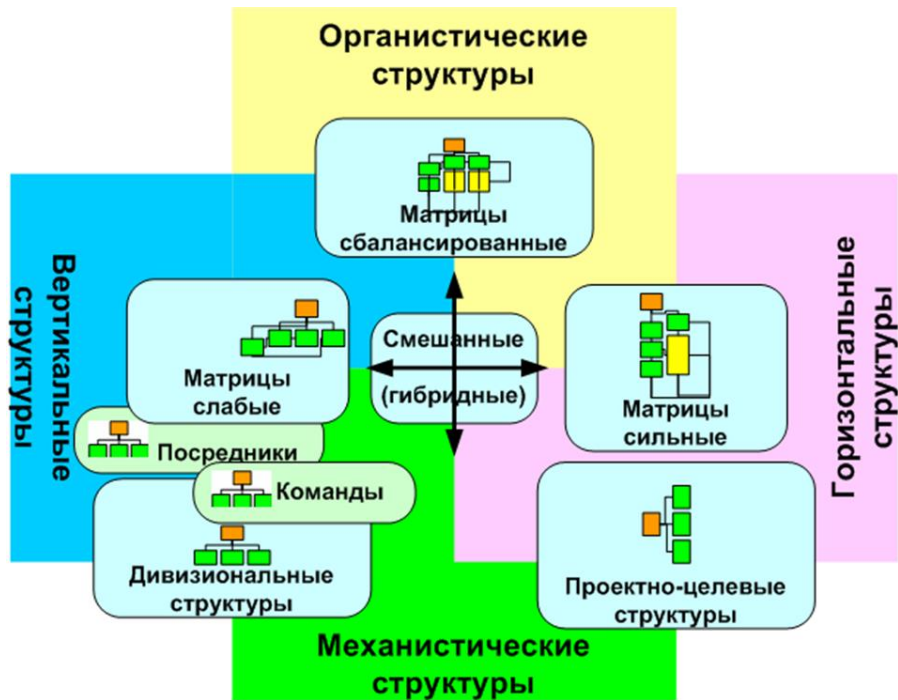 Органистические
структуры
Матрицы
сбалансированные
Вертикальные
структуры
Горизонтальные
структуры
Смешанные
(гибридные)
Матрицы
слабые
Матрицы
сильные
Посредники
Команды
Дивизиональные
структуры
Проектно-целевые
структуры
Механистические
структуры